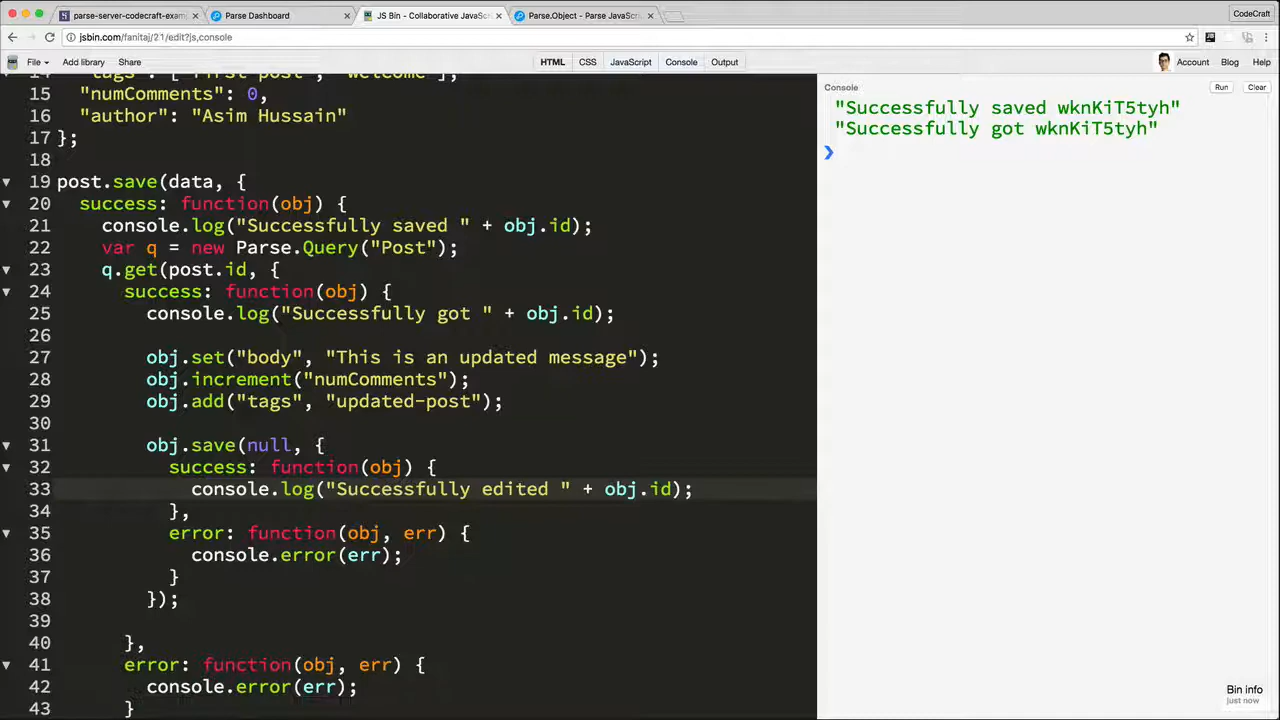 parse-server-codecraft-exam
Parse Dashboard
JS Bin - Collaborative JavaSc
Parse.Object - Parse JavaScri
CodeCraft
jsbin.com/fanitaj/21/edit?js,console
File
Add library
Share
HTML
CSS
JavaScript
Console
Output
Account
Blog
Help
14 "tags": ["first post", "welcome"],
15 "numComments": 0,
16 "author": "Asim Hussain"
17 };
18
19 post.save(data, {
20 success: function(obj) {
21 console.log("Successfully saved " + obj.id);
22 var q = new Parse.Query("Post");
23 q.get(post.id, {
24 success: function(obj) {
25 console.log("Successfully got " + obj.id);
26
27 obj.set("body", "This is an updated message");
28 obj.increment("numComments");
29 obj.add("tags", "updated-post");
30
31 obj.save(null, {
32 success: function(obj) {
33 console.log("Successfully edited " + obj.id);
34 },
35 error: function(obj, err) {
36 console.error(err);
37 }
38 });
39
40 },
41 error: function(obj, err) {
42 console.error(err);
43 }
Console
Run
Clear
"Successfully saved wknKiT5tyh"
"Successfully got wknKiT5tyh"
Bin info
just now